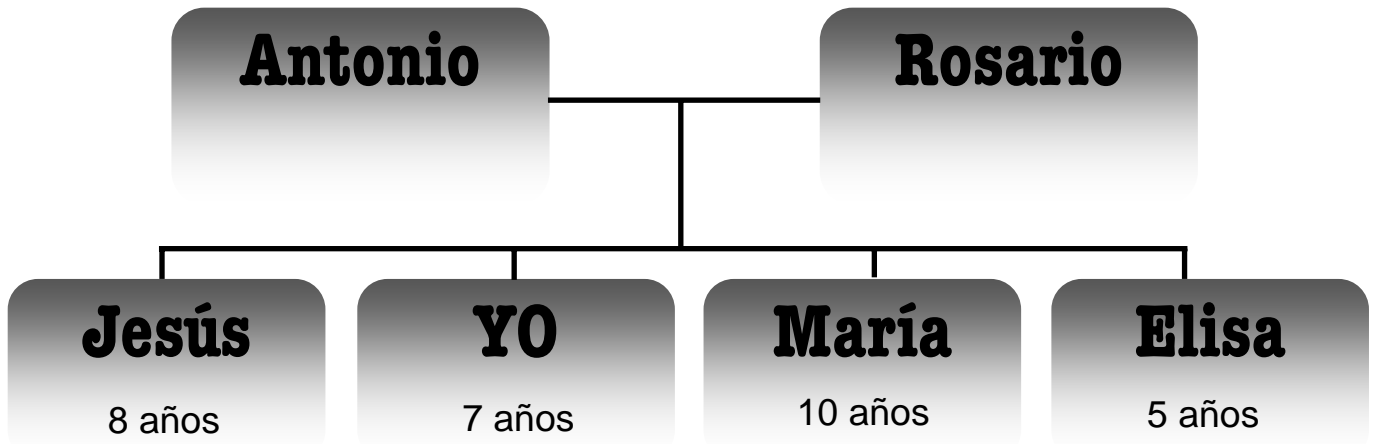 Antonio
Rosario
Jesús
YO
María
Elisa
8 años
7 años
10 años
5 años